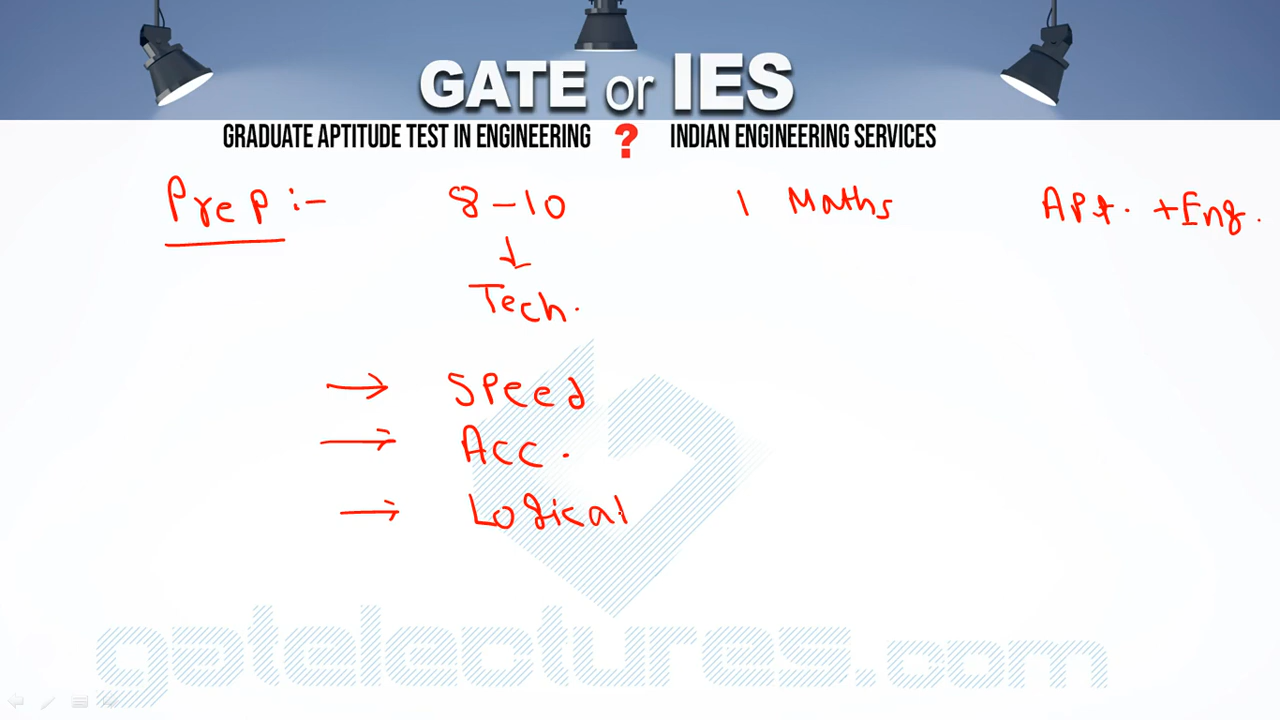 GATE or IES
GRADUATE APTITUDE TEST IN ENGINEERING ? INDIAN ENGINEERING SERVICES
Prep :- 8-10 1 Maths Apt. + Eng.
↓
Tech.
→ Speed
→ Acc.
→ Logical
gatelectures.com